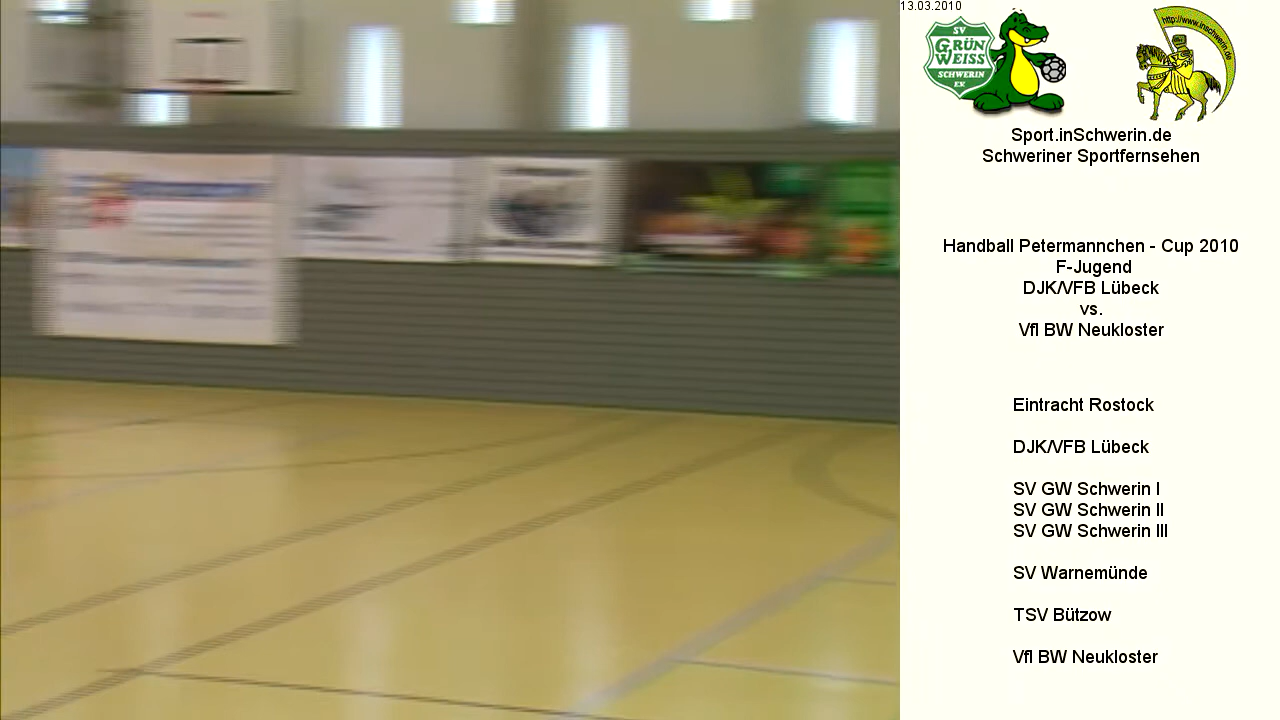 13.03.2010
SV
GRÜN
WEISS
SCHWERIN
E.V.
http://www.inschwerin.de
Sport.inSchwerin.de
Schweriner Sportfernsehen
Handball Petermannchen - Cup 2010
F-Jugend
DJK/VFB Lübeck
vs.
Vfl BW Neukloster
Eintracht Rostock
DJK/VFB Lübeck
SV GW Schwerin I
SV GW Schwerin II
SV GW Schwerin III
SV Warnemünde
TSV Bützow
Vfl BW Neukloster